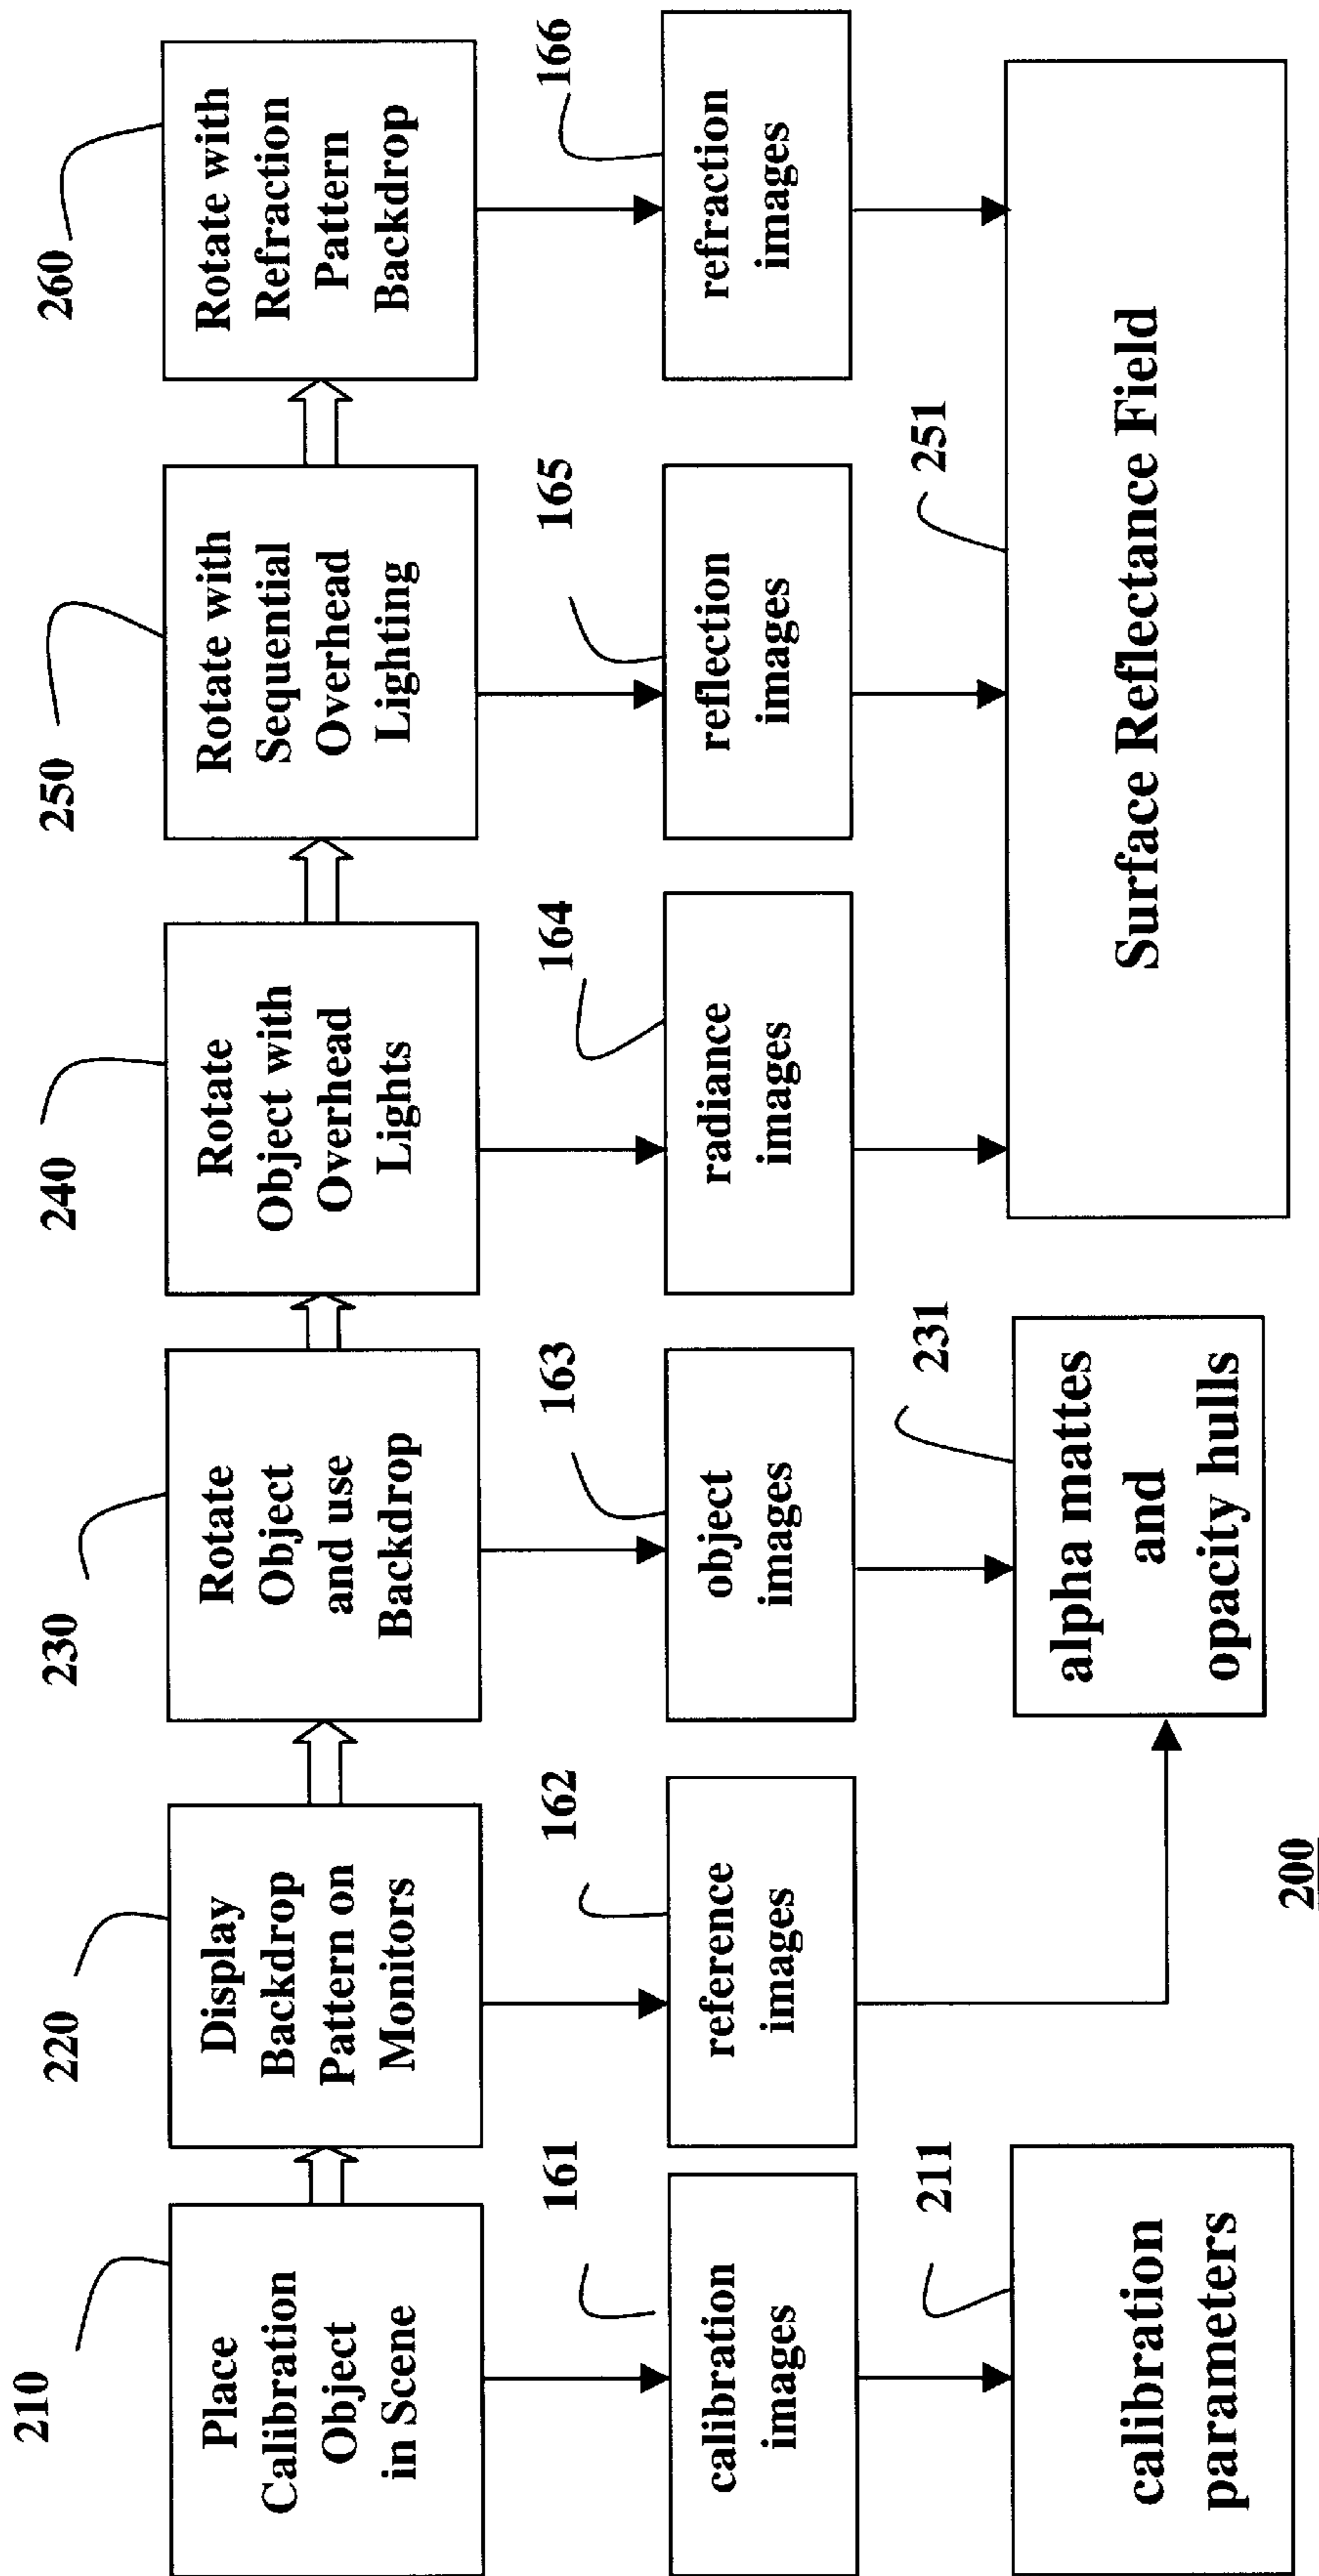 210
Place
Calibration
Object
in Scene
220
Display
Backdrop
Pattern on
Monitors
230
Rotate
Object
and use
Backdrop
240
Rotate
Object with
Overhead
Lights
250
Rotate with
Sequential
Overhead
Lighting
260
Rotate with
Refraction
Pattern
Backdrop
161
calibration
images
162
reference
images
163
object
images
164
radiance
images
165
reflection
images
166
refraction
images
211
calibration
parameters
231
alpha mattes
and
opacity hulls
251
Surface Reflectance Field
200